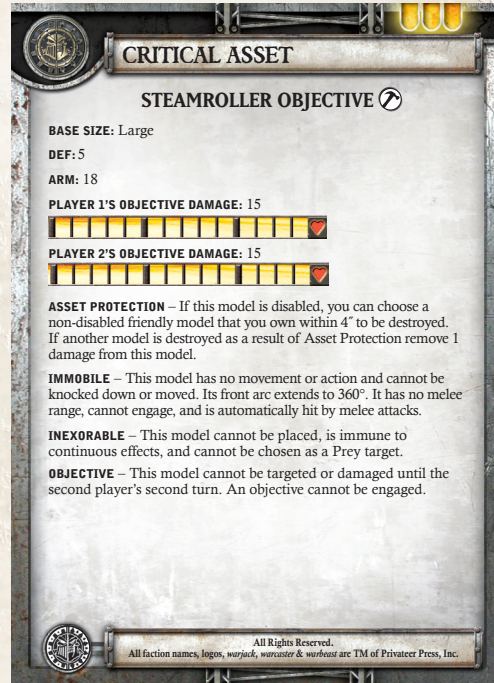 CRITICAL ASSET
STEAMROLLER OBJECTIVE
BASE SIZE: Large
DEF: 5
ARM: 18
PLAYER 1'S OBJECTIVE DAMAGE: 15
PLAYER 2'S OBJECTIVE DAMAGE: 15
ASSET PROTECTION – If this model is disabled, you can choose a
non-disabled friendly model that you own within 4˝ to be destroyed.
If another model is destroyed as a result of Asset Protection remove 1
damage from this model.
IMMOBILE – This model has no movement or action and cannot be
knocked down or moved. Its front arc extends to 360°. It has no melee
range, cannot engage, and is automatically hit by melee attacks.
INEXORABLE – This model cannot be placed, is immune to
continuous effects, and cannot be chosen as a Prey target.
OBJECTIVE – This model cannot be targeted or damaged until the
second player's second turn. An objective cannot be engaged.
All Rights Reserved.
All faction names, logos, warjack, warcaster & warbeast are TM of Privateer Press, Inc.